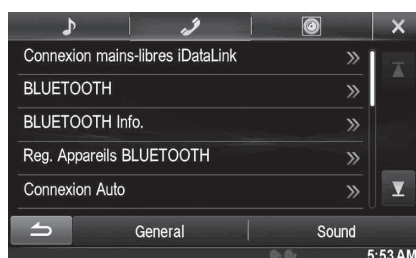 Connexion mains-libres iDataLink
BLUETOOTH
BLUETOOTH Info.
Reg. Appareils BLUETOOTH
Connexion Auto
General
Sound
5:53 AM